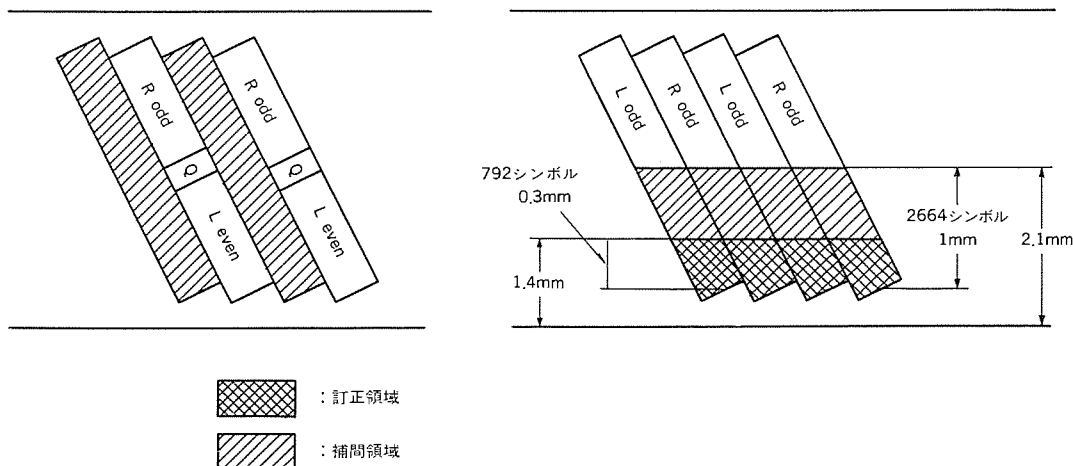 R odd
Q
L even
R odd
Q
L even
L odd
R odd
L odd
R odd
792シンボル
0.3mm
1.4mm
2664シンボル
1mm
2.1mm
：訂正領域
：補間領域